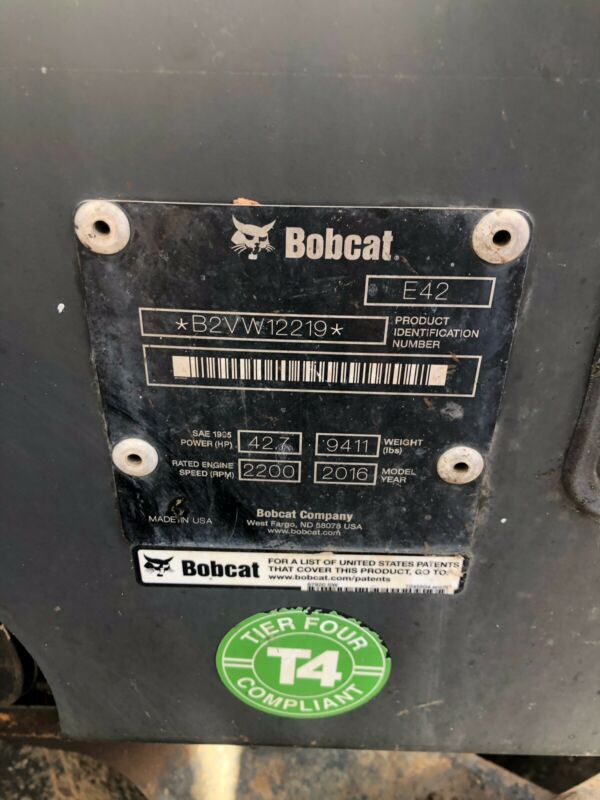 Bobcat
E42
*B2VW12219*
PRODUCT
IDENTIFICATION
NUMBER
SAE 1995
POWER (HP)
42.7
9411
WEIGHT
(lbs)
RATED ENGINE
SPEED (RPM)
2200
2016
MODEL
YEAR
MADE IN USA
Bobcat Company
West Fargo, ND 58078 USA
www.bobcat.com
Bobcat
FOR A LIST OF UNITED STATES PATENTS
THAT COVER THIS PRODUCT, GO TO:
www.bobcat.com/patents
TIER FOUR
T4
COMPLIANT